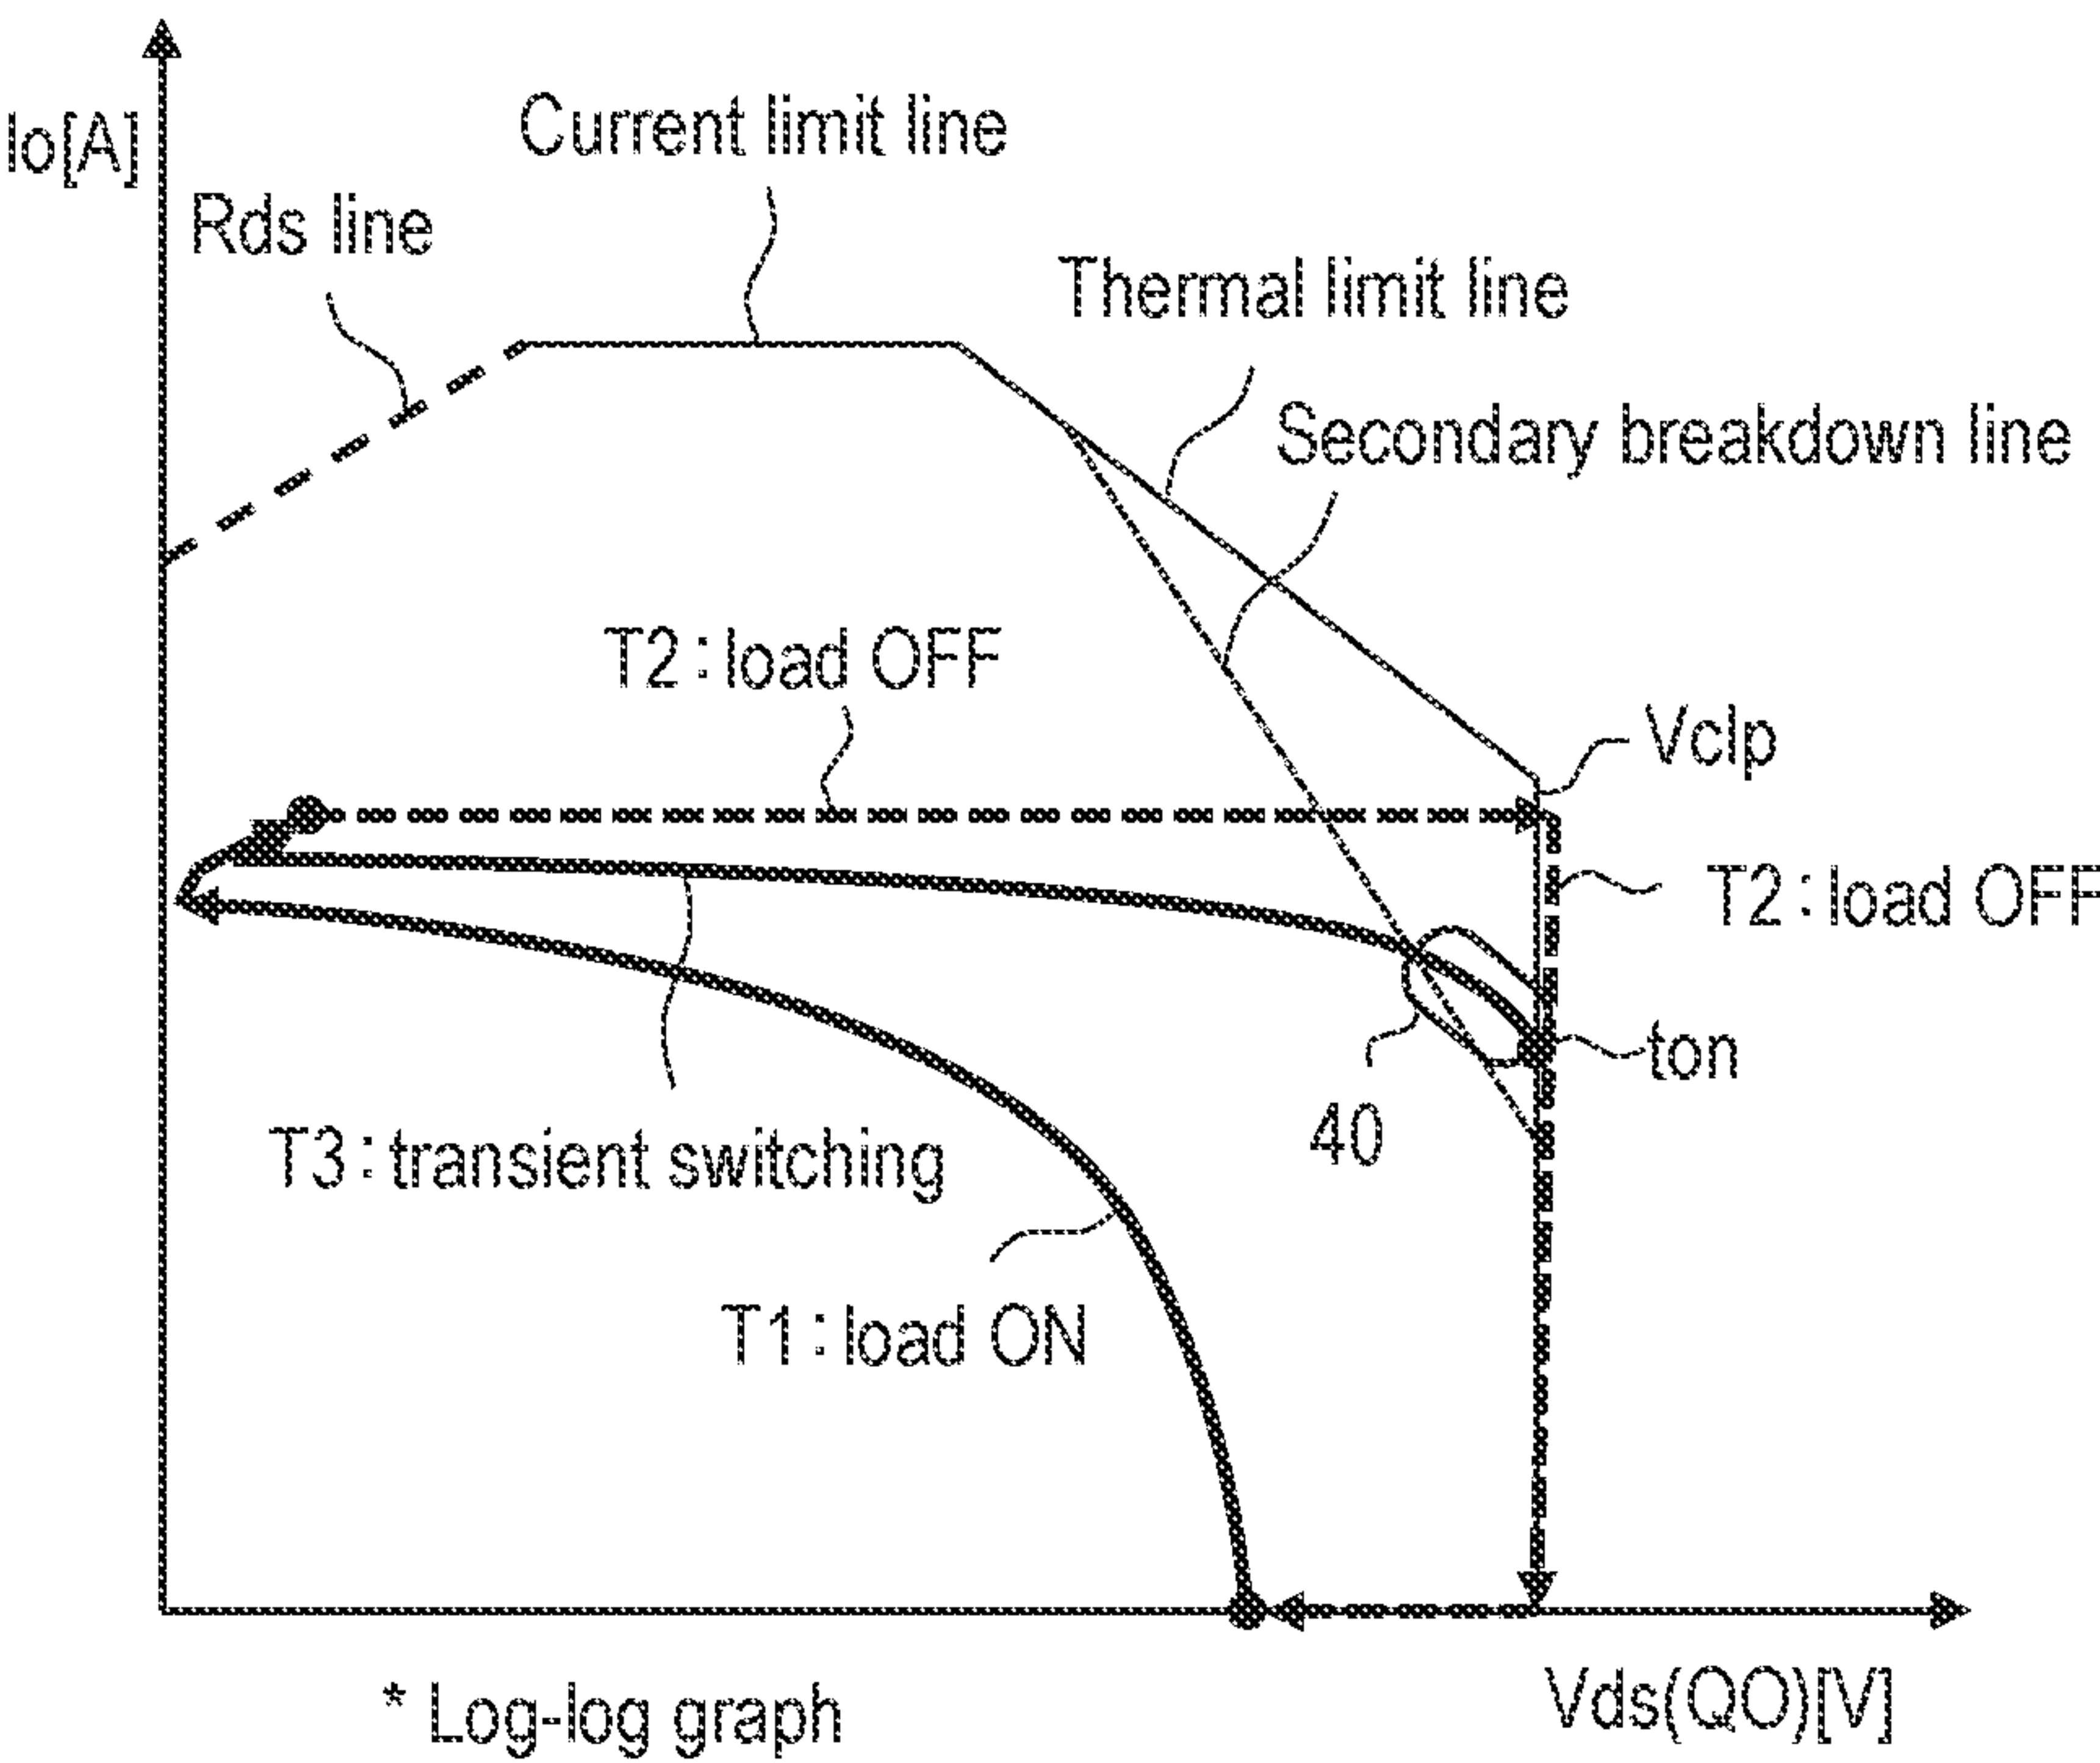 Io[A]
Current limit line
Rds line
Thermal limit line
Secondary breakdown line
T2:load OFF
Vclp
T2:load OFF
ton
40
T3:transient switching
T1:load ON
* Log-log graph
Vds(QO)[V]